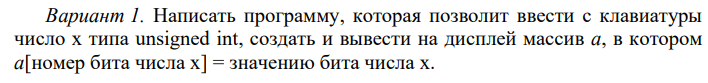 Вариант 1. Написать программу, которая позволит ввести с клавиатуры
число x типа unsigned int, создать и вывести на дисплей массив a, в котором
a[номер бита числа x] = значению бита числа x.